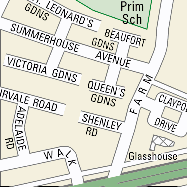 GDNS
LEONARD'S
GDNS
Prim
Sch
BEAUFORT
GDNS
SUMMERHOUSE AVENUE
VICTORIA GDNS
QUEEN'S
GDNS
FARM
CLAYPO
DRIVE
RVALE ROAD
ADELAIDE
RD
SHENLEY
RD
WALK
Glasshouse